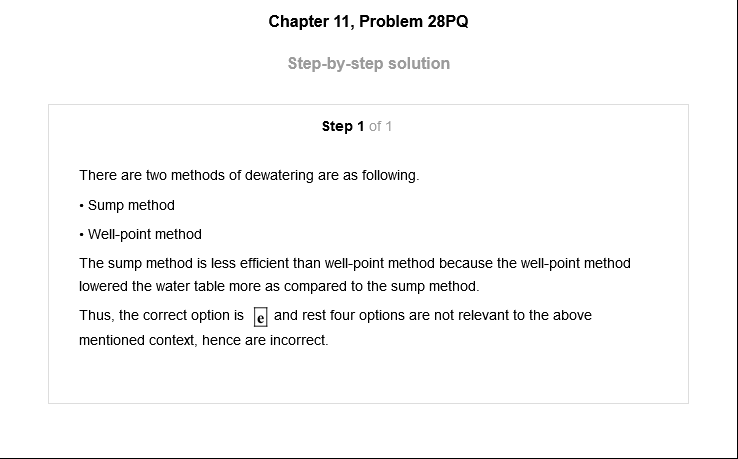 Chapter 11, Problem 28PQ
Step-by-step solution
Step 1 of 1
There are two methods of dewatering are as following.
• Sump method
• Well-point method
The sump method is less efficient than well-point method because the well-point method
lowered the water table more as compared to the sump method.
Thus, the correct option is e and rest four options are not relevant to the above
mentioned context, hence are incorrect.